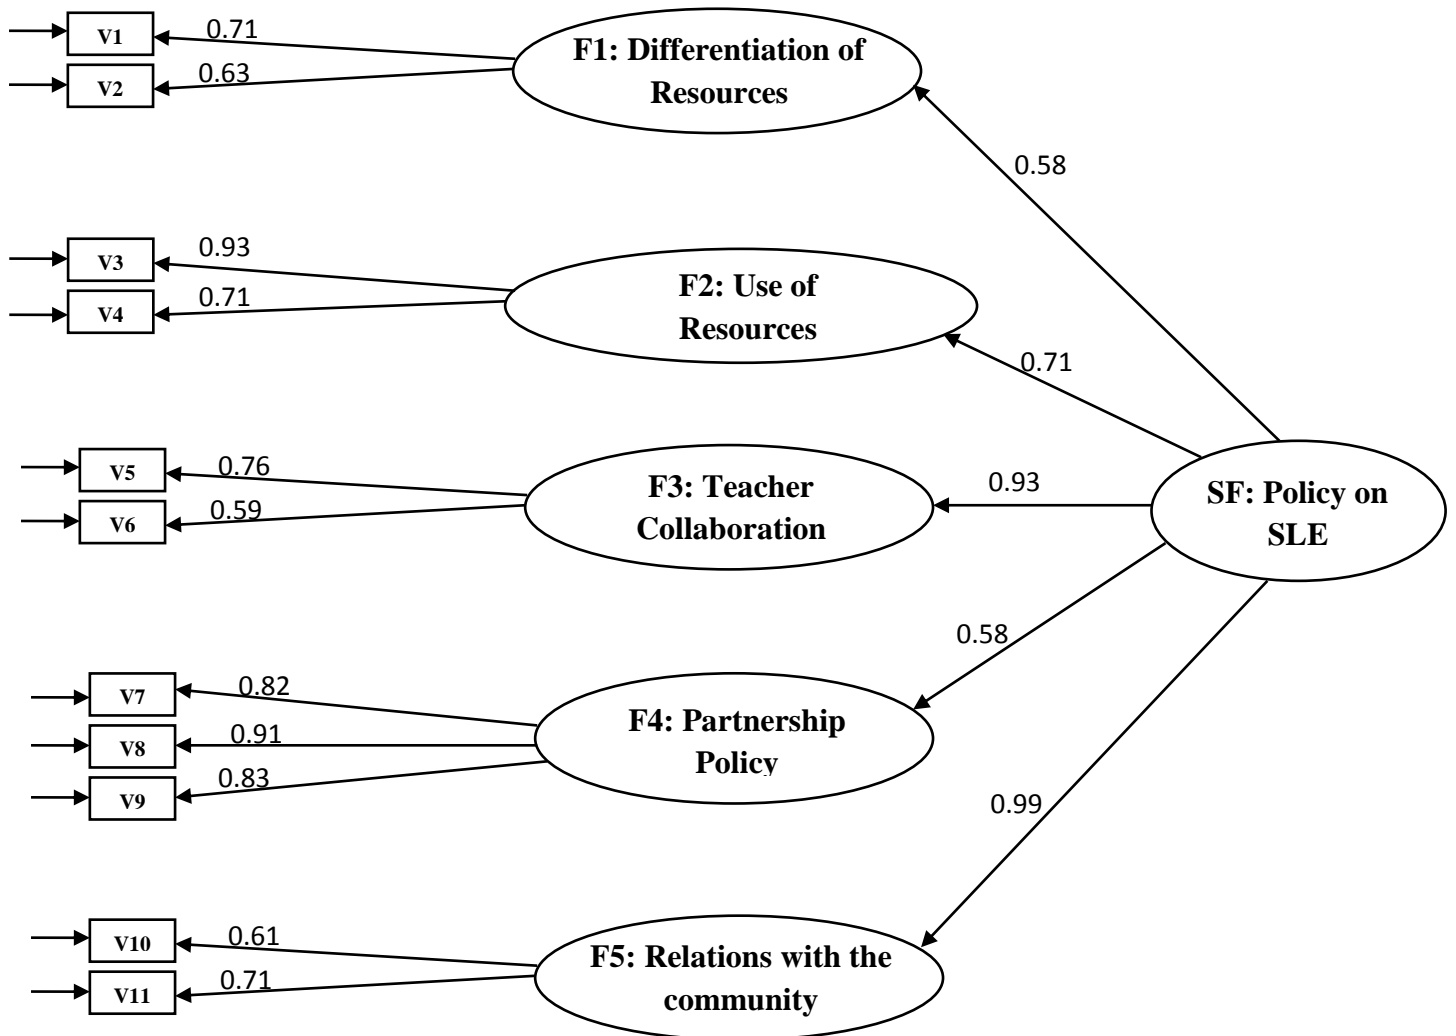 V1
0.71
V2
0.63
F1: Differentiation of
Resources
0.58
V3
0.93
V4
0.71
F2: Use of
Resources
0.71
V5
0.76
V6
0.59
F3: Teacher
Collaboration
0.93
SF: Policy on
SLE
V7
0.82
V8
0.91
V9
0.83
F4: Partnership
Policy
0.58
0.99
V10
0.61
V11
0.71
F5: Relations with the
community